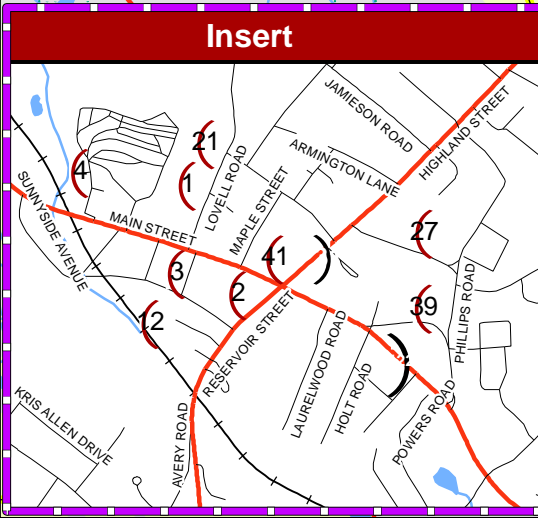 Insert
JAMIESON ROAD
HIGHLAND STREET
21
ARMINGTON LANE
4
1
LOVELL ROAD
MAPLE STREET
SUNNYSIDE AVENUE
MAIN STREET
27
41
3
2
39
12
PHILLIPS ROAD
RESERVOIR STREET
LAURELWOOD ROAD
HOLT ROAD
POWERS ROAD
KRIS ALLEN DRIVE
AVERY ROAD